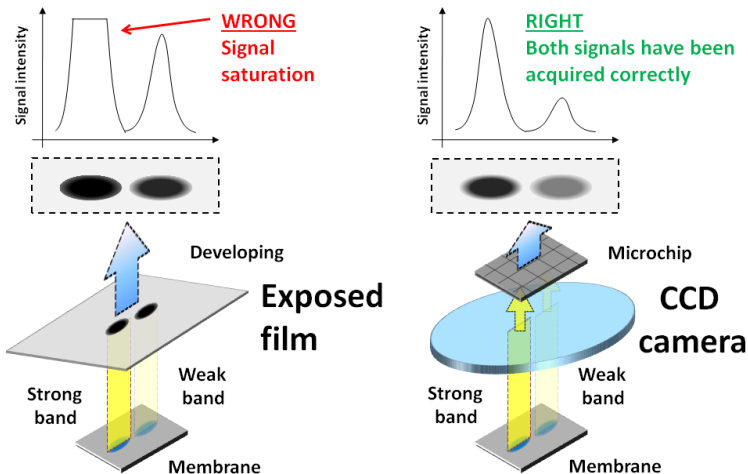 Signal intensity
WRONG
Signal
saturation
Developing
Exposed
film
Strong
band
Weak
band
Membrane
Signal intensity
RIGHT
Both signals have been
acquired correctly
Microchip
CCD
camera
Strong
band
Weak
band
Membrane